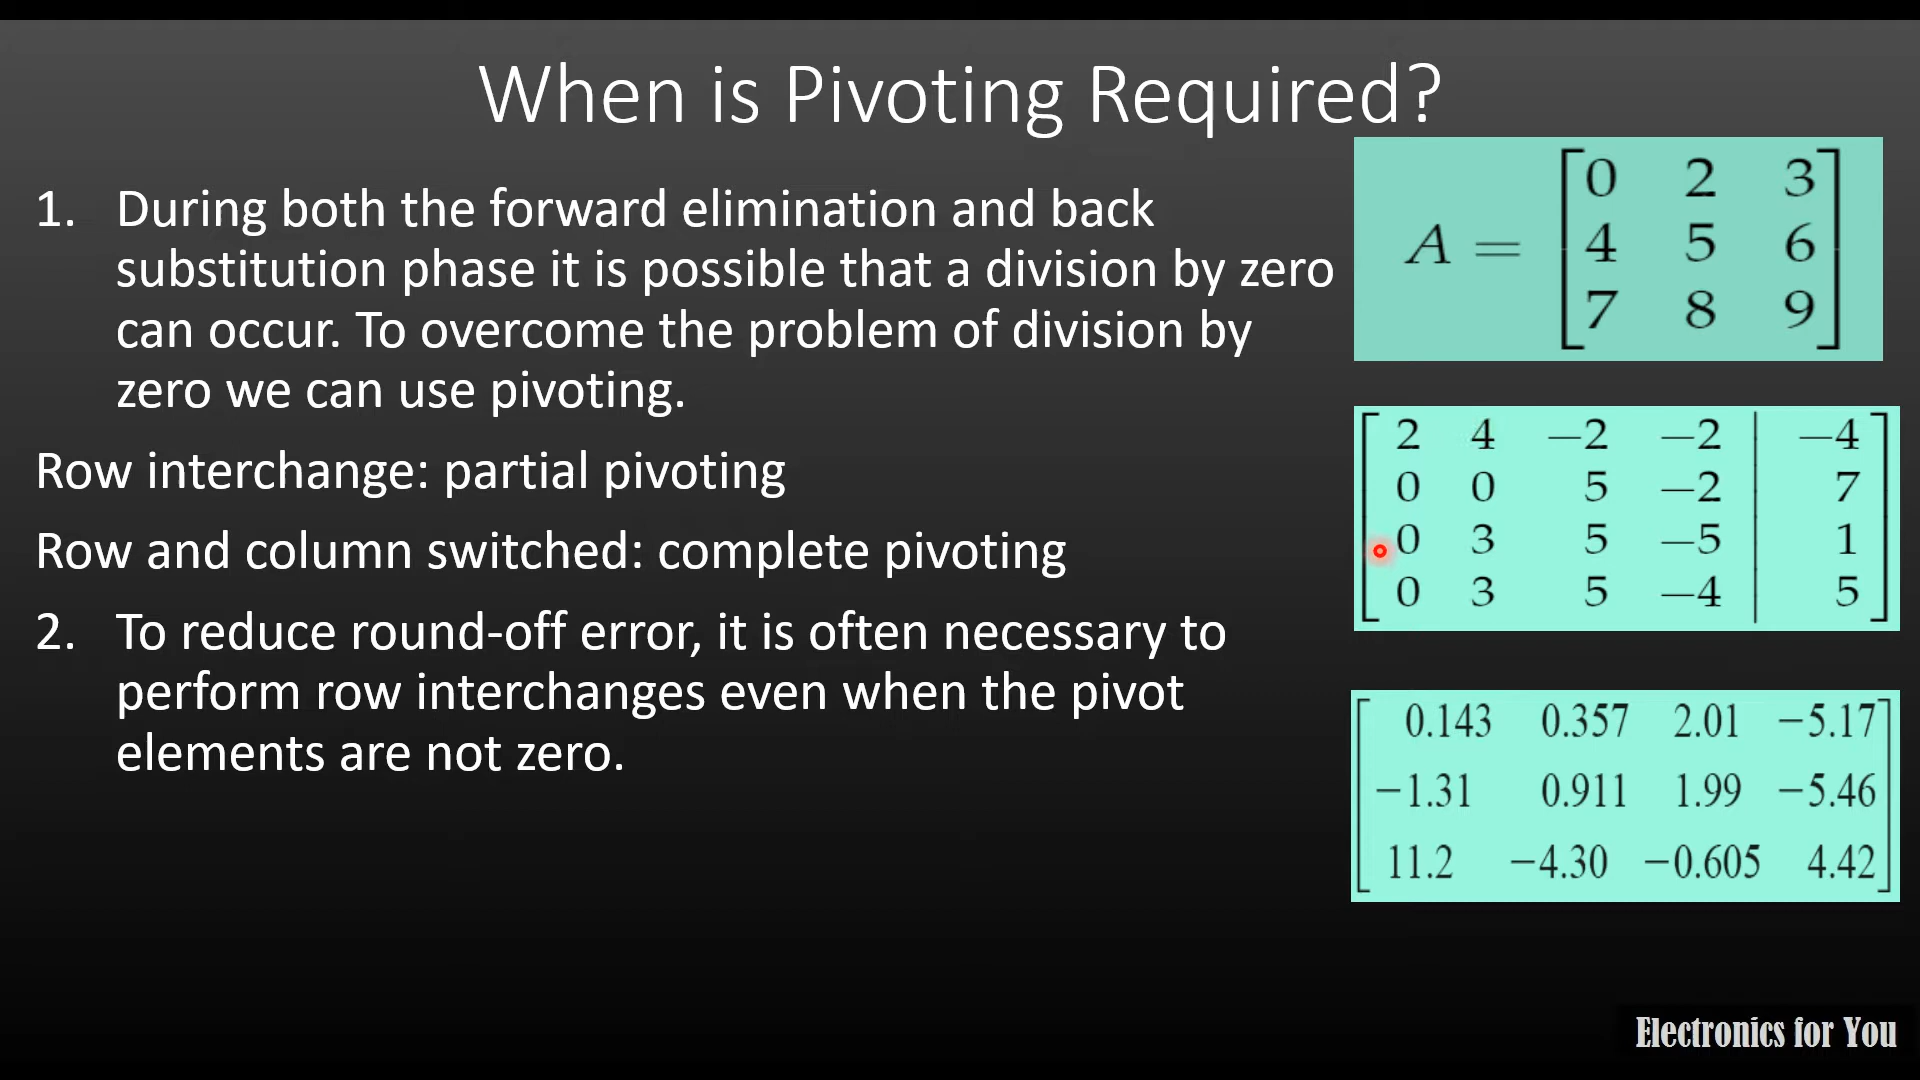 When is Pivoting Required?
1. During both the forward elimination and back
substitution phase it is possible that a division by zero
can occur. To overcome the problem of division by
zero we can use pivoting.
Row interchange: partial pivoting
Row and column switched: complete pivoting
2. To reduce round-off error, it is often necessary to
perform row interchanges even when the pivot
elements are not zero.
0 2 3
A = 4 5 6
7 8 9
2 4 −2 −2 | −4
0 0 5 −2 | 7
0 3 5 −5 | 1
0 3 5 −4 | 5
0.143 0.357 2.01 −5.17
−1.31 0.911 1.99 −5.46
11.2 −4.30 −0.605 4.42
Electronics for You